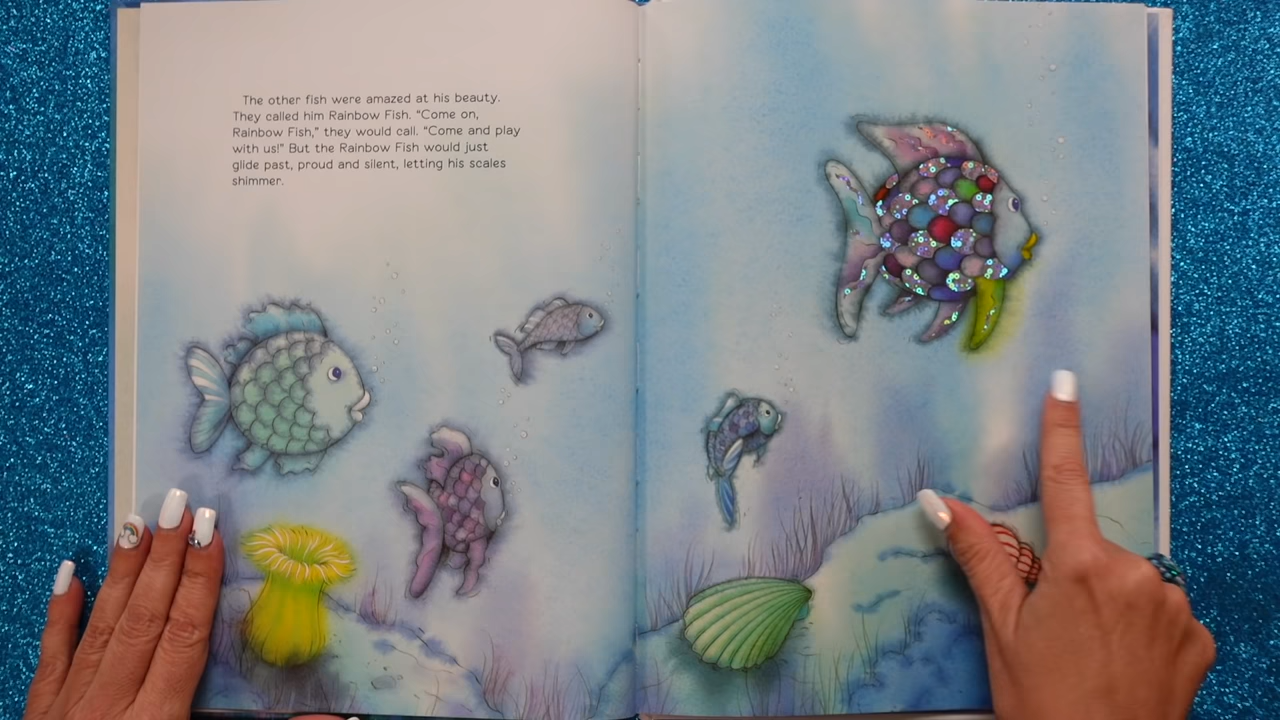 The other fish were amazed at his beauty.
They called him Rainbow Fish. “Come on,
Rainbow Fish,” they would call. “Come and play
with us!” But the Rainbow Fish would just
glide past, proud and silent, letting his scales
shimmer.